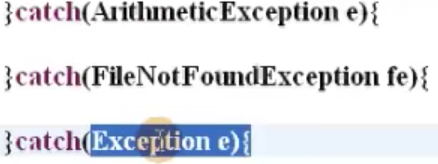 }catch(ArithmeticException e){
}catch(FileNotFoundException fe){
}catch(Exception e){